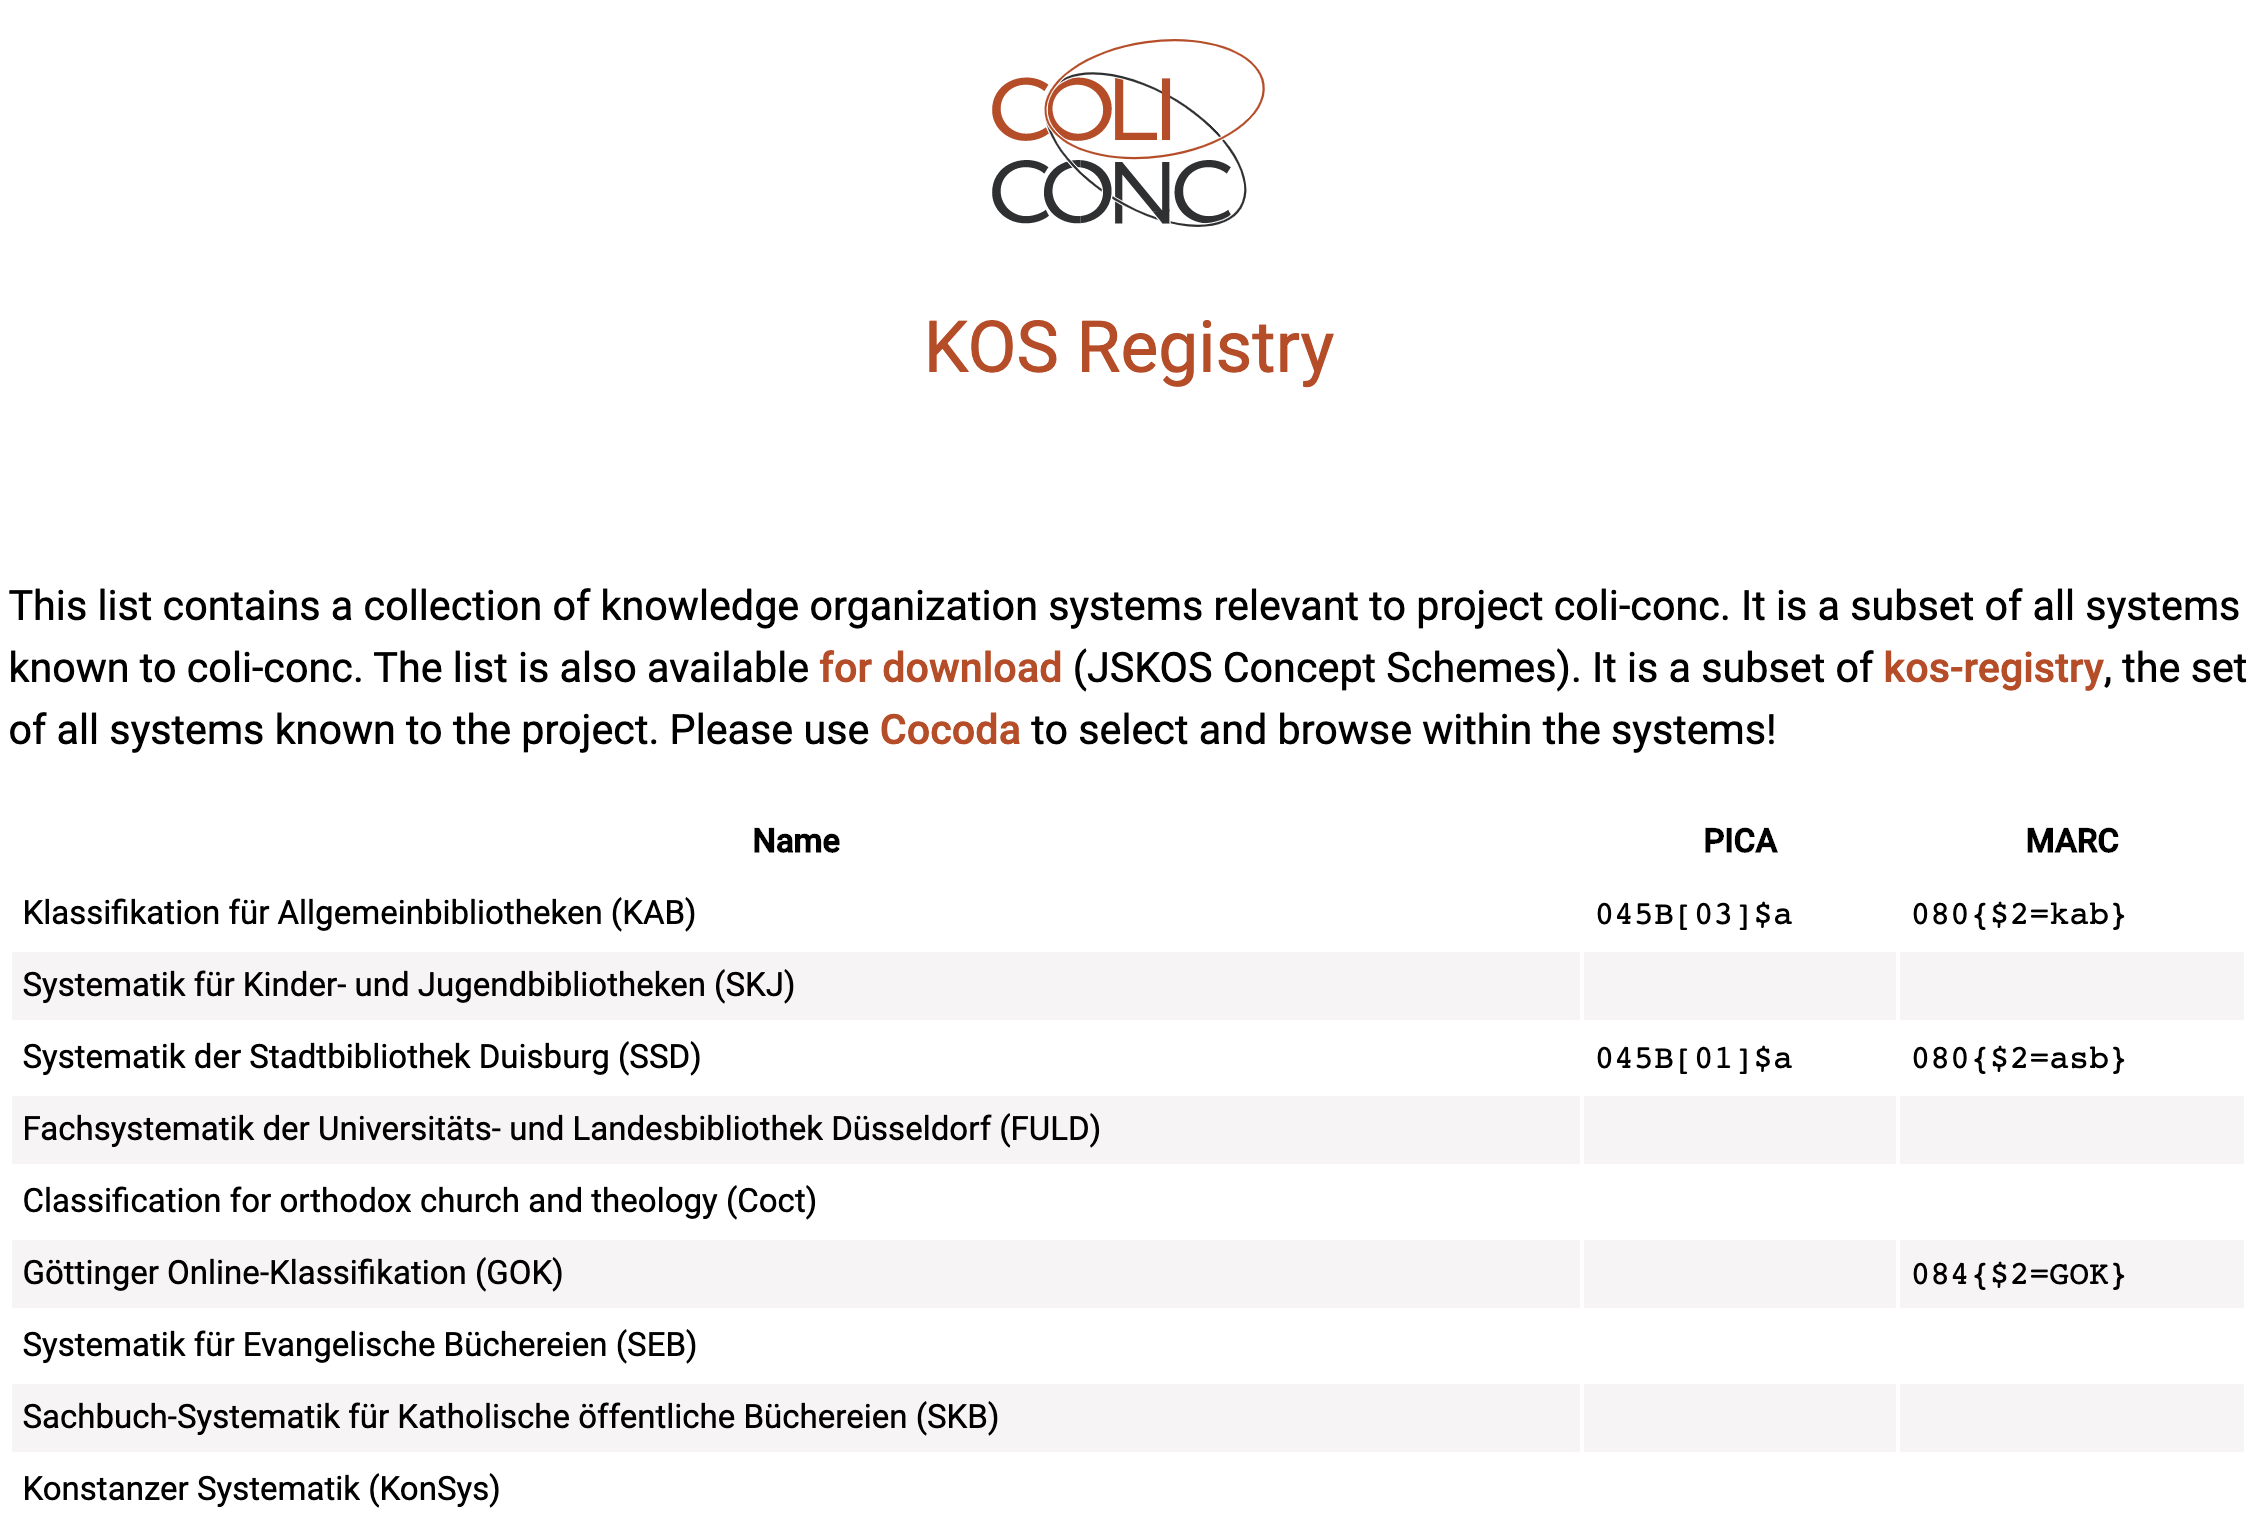 COLI
CONC
KOS Registry
This list contains a collection of knowledge organization systems relevant to project coli-conc. It is a subset of all systems
known to coli-conc. The list is also available for download (JSKOS Concept Schemes). It is a subset of kos-registry, the set
of all systems known to the project. Please use Cocoda to select and browse within the systems!
Name PICA MARC
Klassifikation für Allgemeinbibliotheken (KAB) 045B[03]$a 080{$2=kab}
Systematik für Kinder- und Jugendbibliotheken (SKJ)
Systematik der Stadtbibliothek Duisburg (SSD) 045B[01]$a 080{$2=asb}
Fachsystematik der Universitäts- und Landesbibliothek Düsseldorf (FULD)
Classification for orthodox church and theology (Coct)
Göttinger Online-Klassifikation (GOK) 084{$2=GOK}
Systematik für Evangelische Büchereien (SEB)
Sachbuch-Systematik für Katholische öffentliche Büchereien (SKB)
Konstanzer Systematik (KonSys)